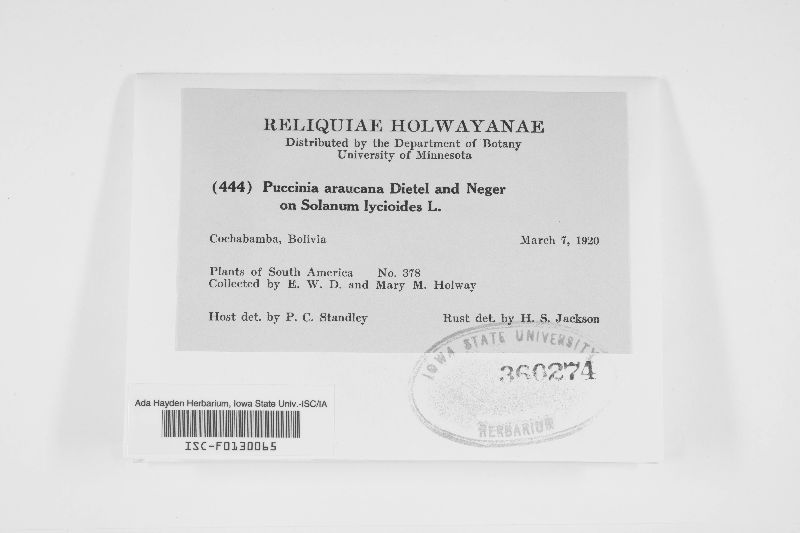 RELIQUIAE HOLWAYANAE
Distributed by the Department of Botany
University of Minnesota
(444) Puccinia araucana Dietel and Neger
on Solanum lycioides L.
Cochabamba, Bolivia March 7, 1920
Plants of South America No. 378
Collected by E. W. D. and Mary M. Holway
Host det. by P. C. Standley Rust det. by H. S. Jackson
IOWA STATE UNIVERSITY
360274
HERBARIUM
Ada Hayden Herbarium, Iowa State Univ.-ISC/IA
ISC-F0130065